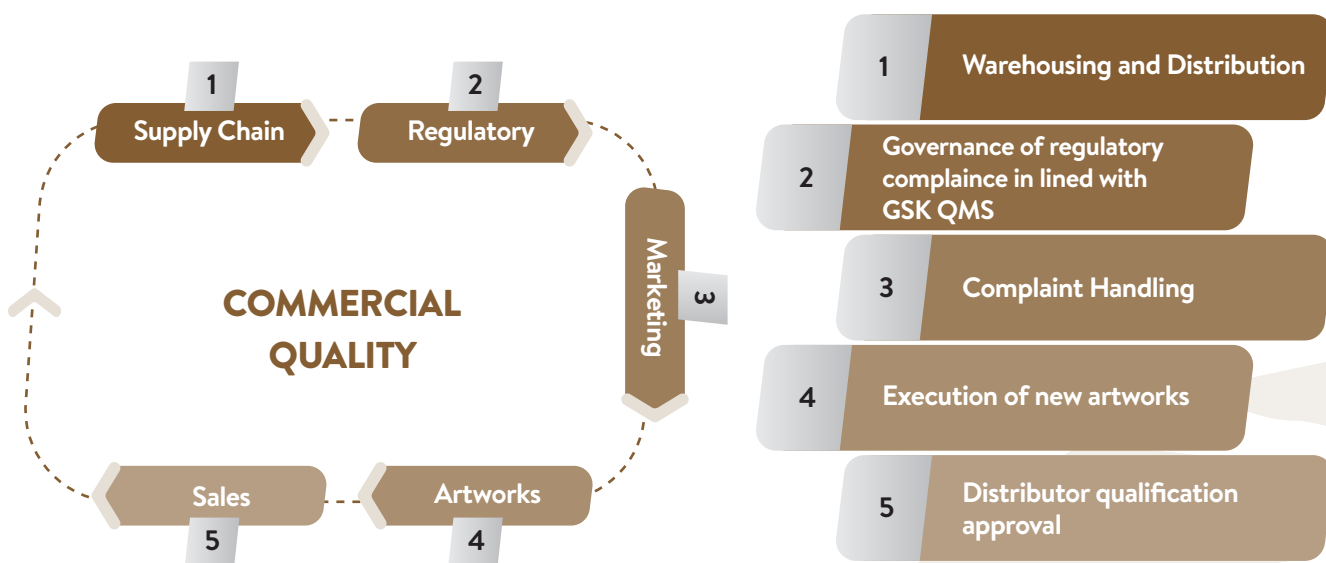 1
Supply Chain
2
Regulatory
Marketing
3
COMMERCIAL
QUALITY
Sales
5
Artworks
4
1
Warehousing and Distribution
2
Governance of regulatory
complaince in lined with
GSK QMS
3
Complaint Handling
4
Execution of new artworks
5
Distributor qualification
approval